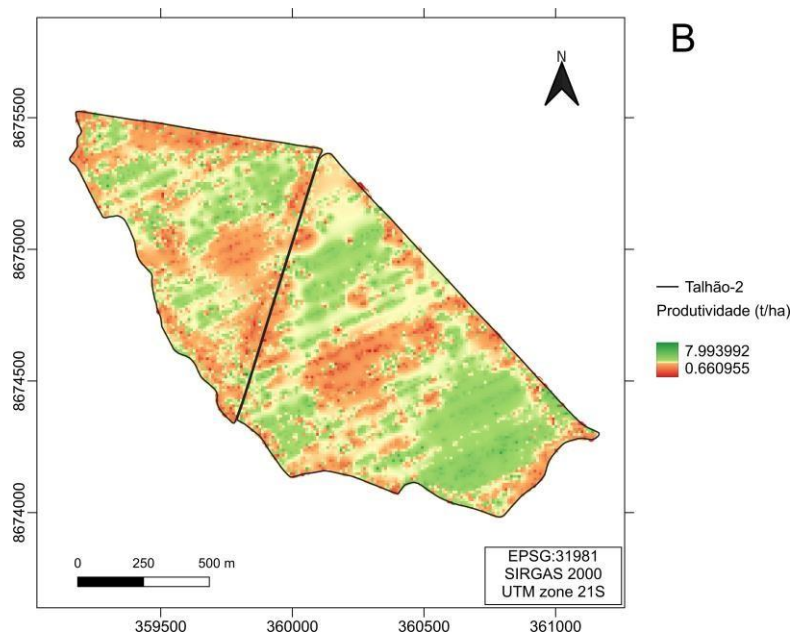 B
N
8675500
8675000
8674500
8674000
Talhão-2
Produtividade (t/ha)
7.993992
0.660955
0 250 500 m
EPSG:31981
SIRGAS 2000
UTM zone 21S
359500 360000 360500 361000